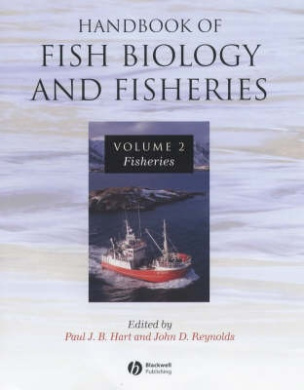 HANDBOOK OF
FISH BIOLOGY
AND FISHERIES
VOLUME 2
Fisheries
Edited by
Paul J. B. Hart and John D. Reynolds
Blackwell
Publishing